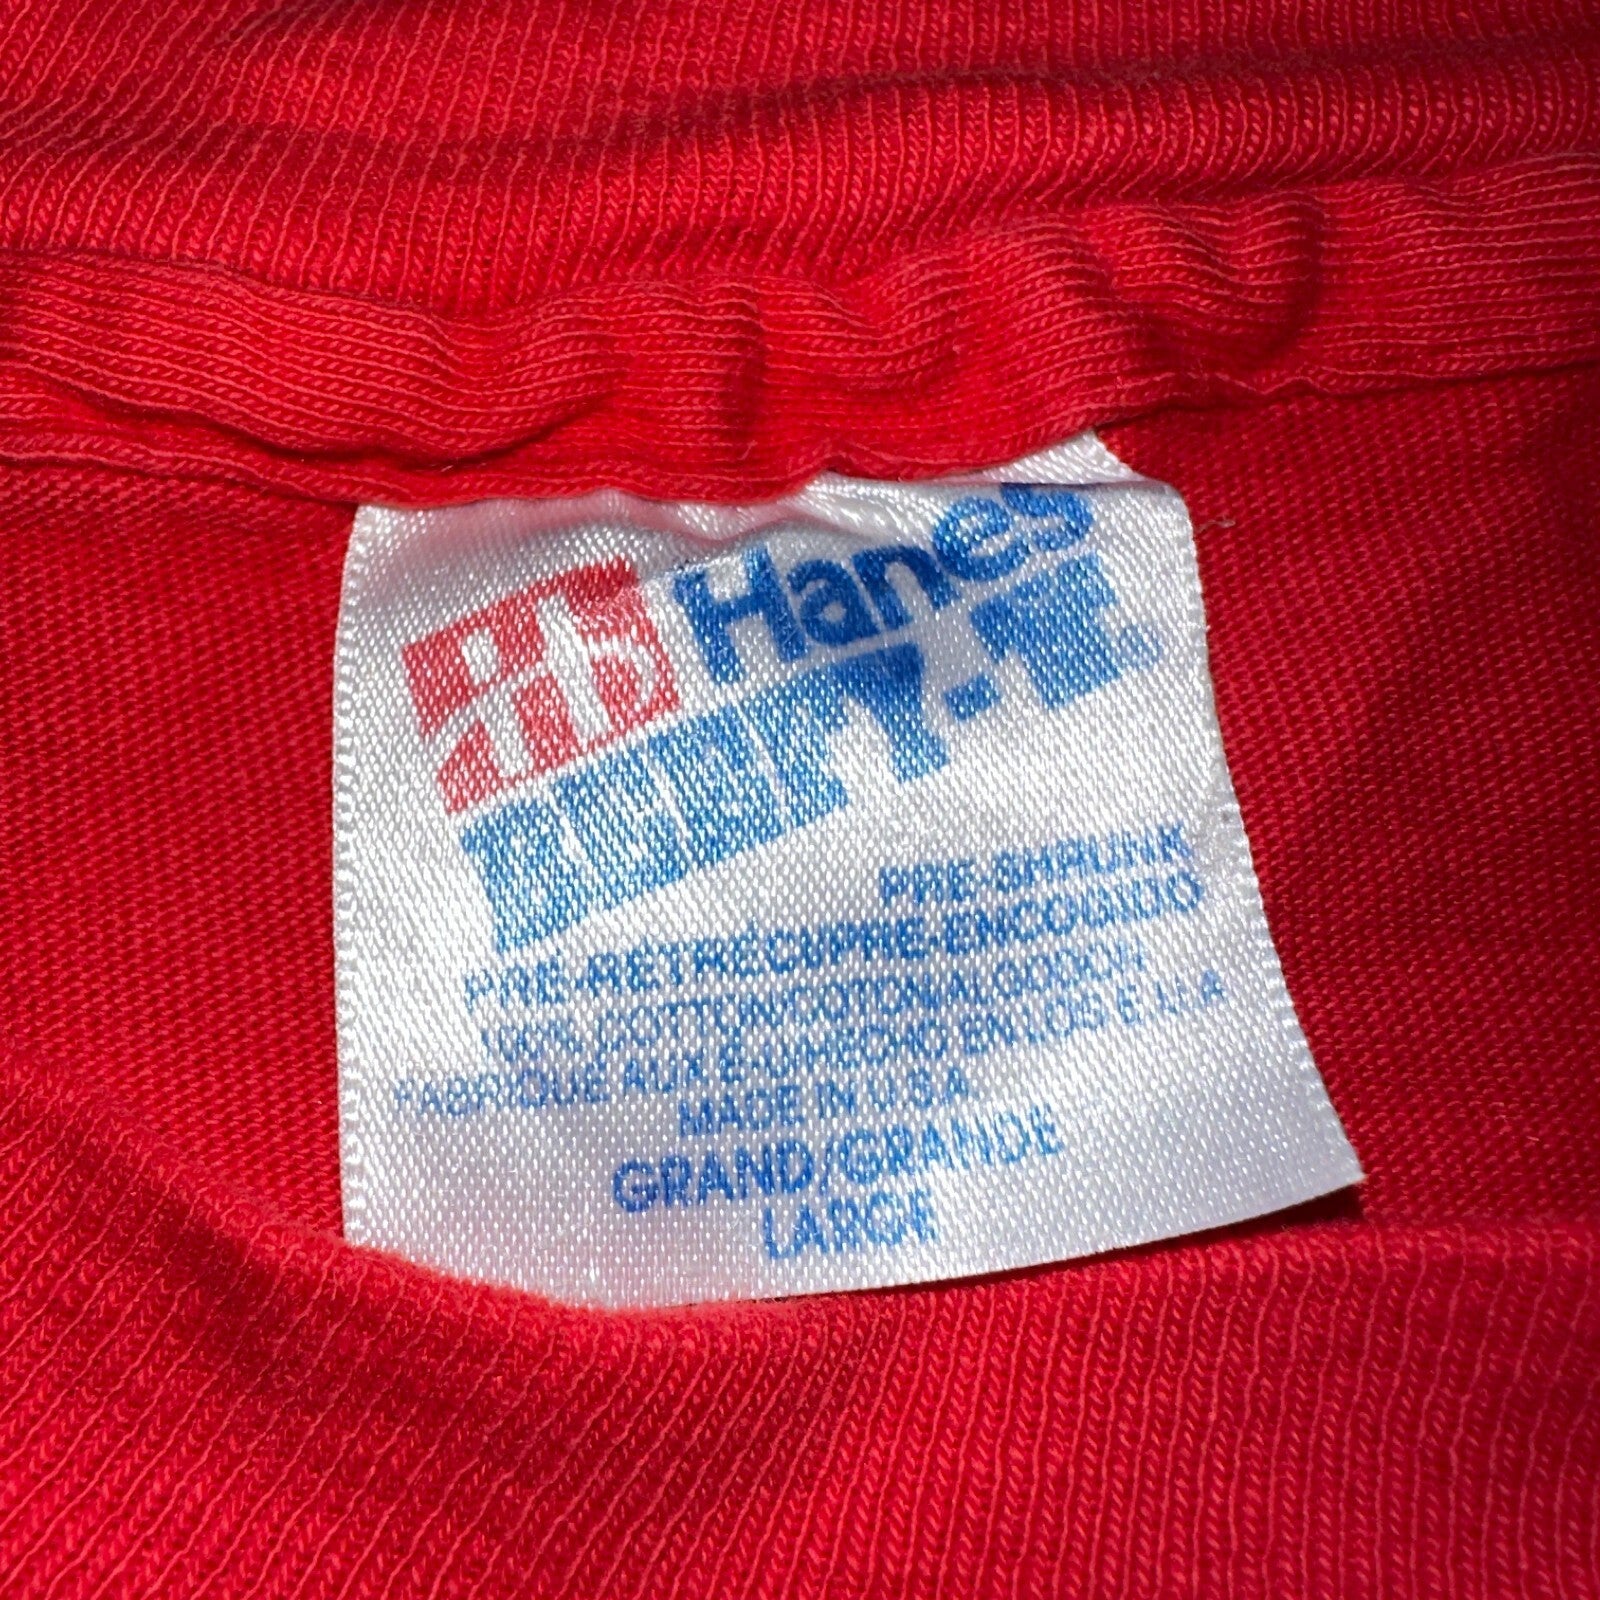 Hanes
BEEFY-T
PRE-SHRUNK
PRE-RETRECI/PRE-ENCOGIDO
100% COTTON/COTON/ALGODON
FABRIQUE AUX E-U/HECHO EN LOS E.U.A
MADE IN U.S.A.
GRAND/GRANDE
LARGE